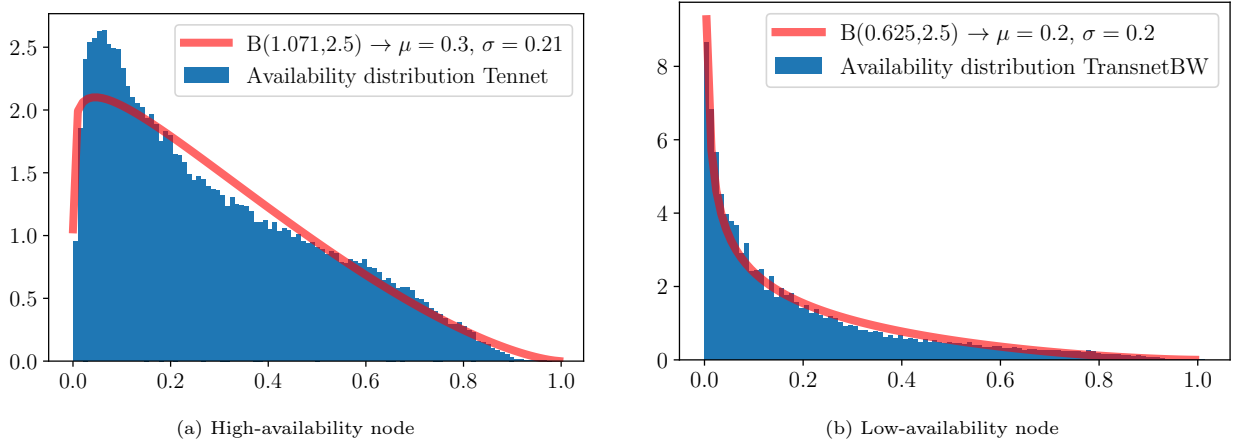 B(1.071,2.5) → μ = 0.3, σ = 0.21
Availability distribution Tennet
2.5
2.0
1.5
1.0
0.5
0.0
0.0 0.2 0.4 0.6 0.8 1.0
(a) High-availability node
B(0.625,2.5) → μ = 0.2, σ = 0.2
Availability distribution TransnetBW
8
6
4
2
0
0.0 0.2 0.4 0.6 0.8 1.0
(b) Low-availability node